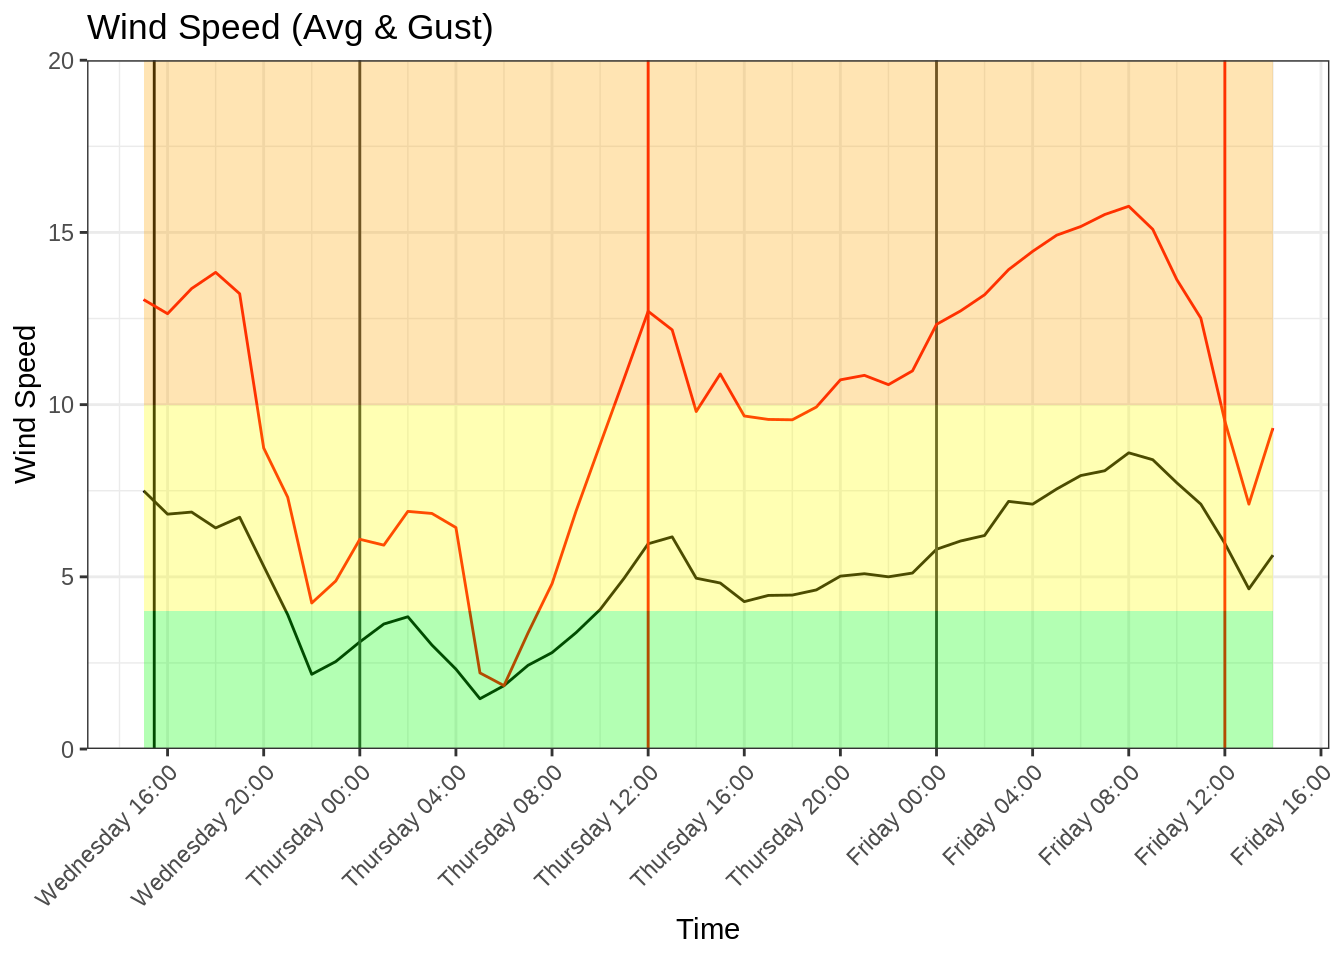 Wind Speed (Avg & Gust)
20
15
10
5
0
Wind Speed
Wednesday 16:00
Wednesday 20:00
Thursday 00:00
Thursday 04:00
Thursday 08:00
Thursday 12:00
Thursday 16:00
Thursday 20:00
Friday 00:00
Friday 04:00
Friday 08:00
Friday 12:00
Friday 16:00
Time